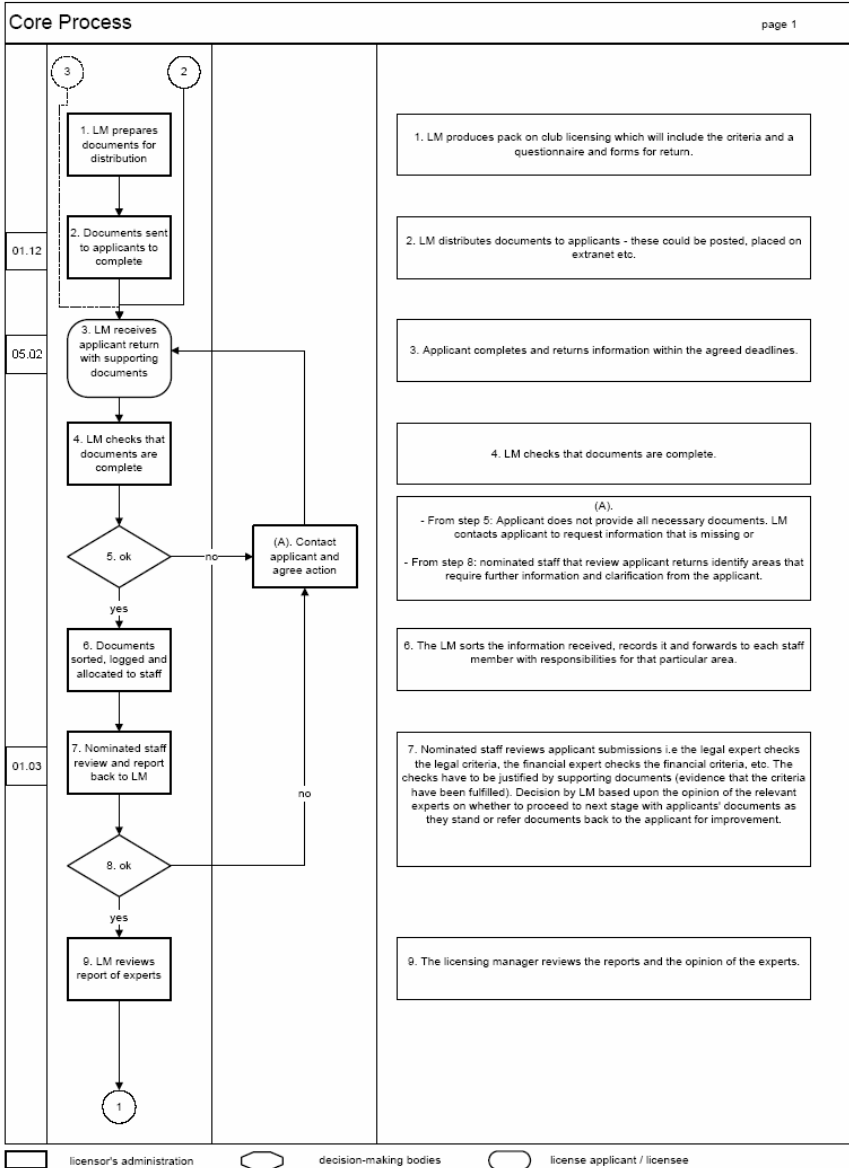 Core Process
page 1
3
2
1. LM prepares
documents for
distribution
1. LM produces pack on club licensing which will include the criteria and a
questionnaire and forms for return.
01.12
2. Documents sent
to applicants to
complete
2. LM distributes documents to applicants - these could be posted, placed on
extranet etc.
05.02
3. LM receives
applicant return
with supporting
documents
3. Applicant completes and returns information within the agreed deadlines.
4. LM checks that
documents are
complete
4. LM checks that documents are complete.
5. ok
no
(A). Contact
applicant and
agree action
(A).
- From step 5: Applicant does not provide all necessary documents. LM
contacts applicant to request information that is missing or
- From step 8: nominated staff that review applicant returns identify areas that
require further information and clarification from the applicant.
yes
6. Documents
sorted, logged and
allocated to staff
6. The LM sorts the information received, records it and forwards to each staff
member with responsibilities for that particular area.
01.03
7. Nominated staff
review and report
back to LM
no
7. Nominated staff reviews applicant submissions i.e the legal expert checks
the legal criteria, the financial expert checks the financial criteria, etc. The
checks have to be justified by supporting documents (evidence that the criteria
have been fulfilled). Decision by LM based upon the opinion of the relevant
experts on whether to proceed to next stage with applicants' documents as
they stand or refer documents back to the applicant for improvement.
8. ok
yes
9. LM reviews
report of experts
9. The licensing manager reviews the reports and the opinion of the experts.
1
licensor's administration
decision-making bodies
license applicant / licensee